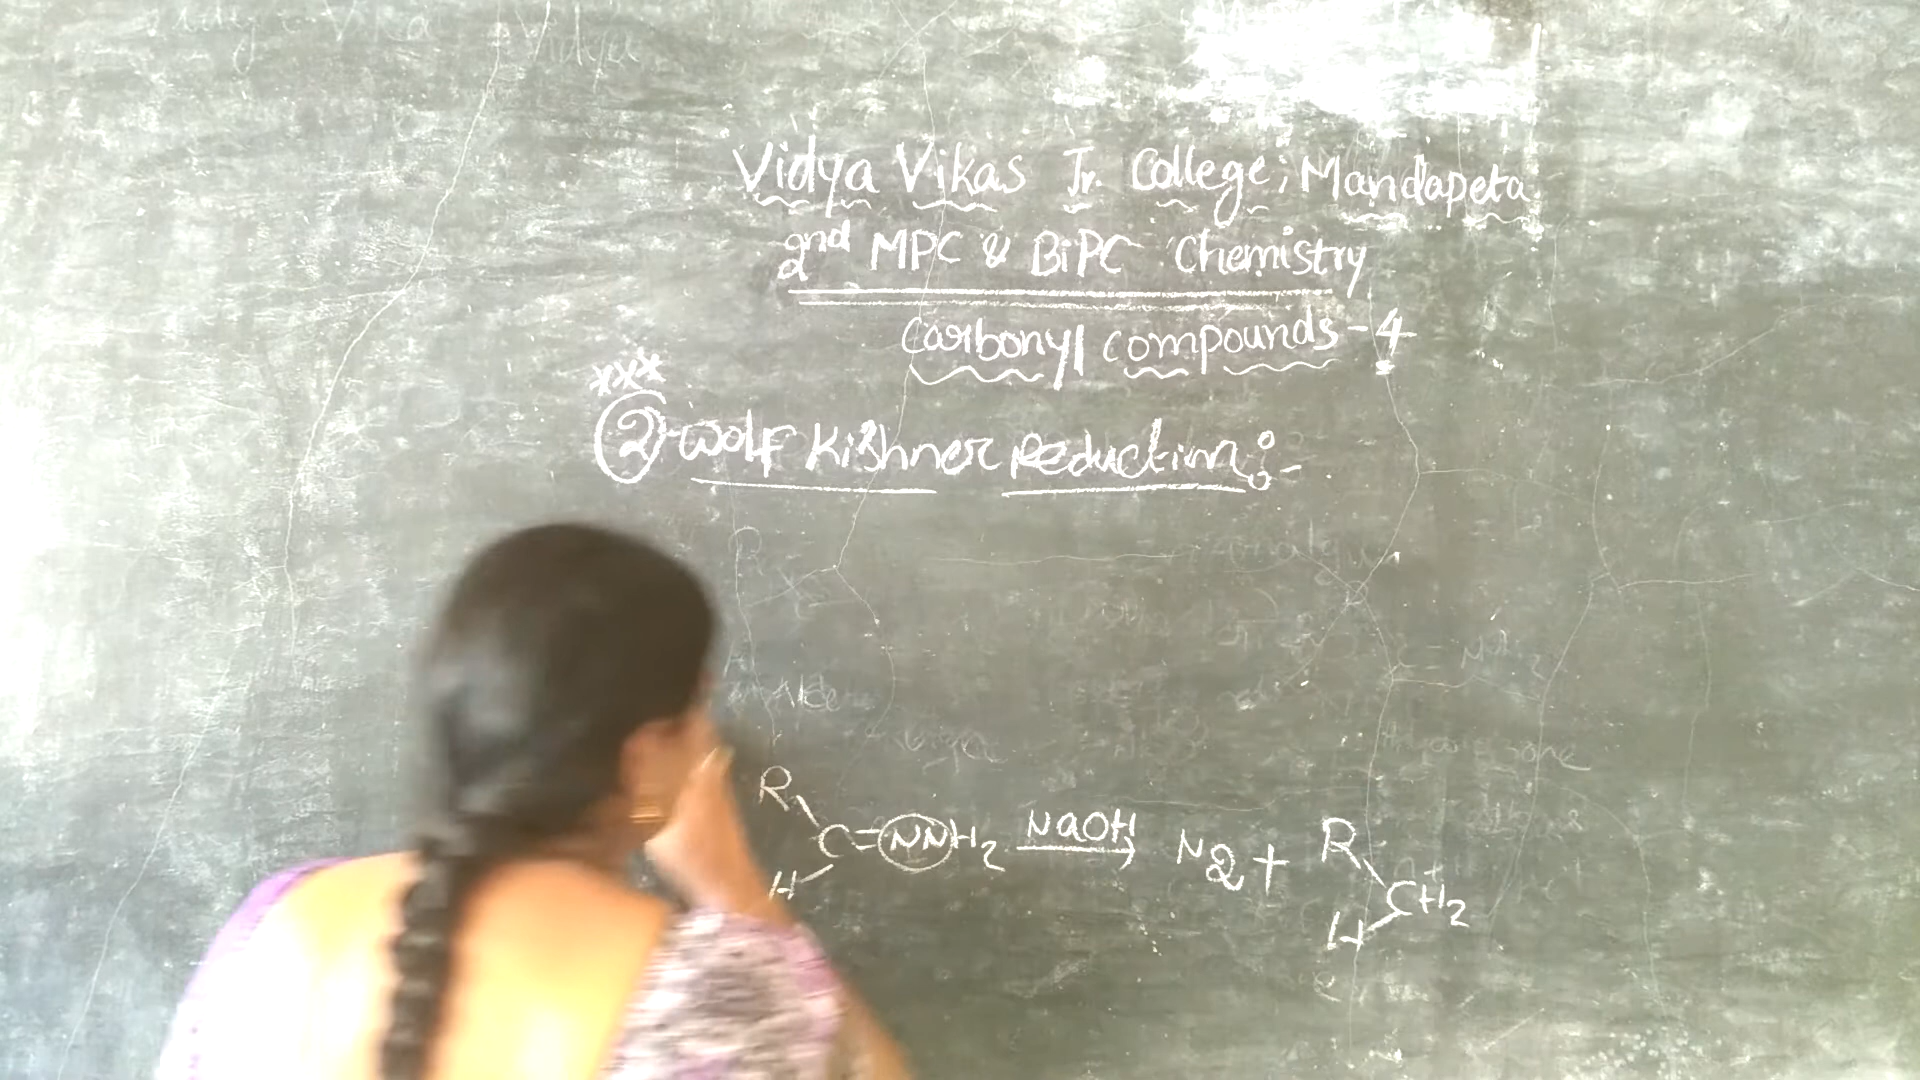 Vidya Vikas Jr. College; Mandapeta
2nd MPC & BiPC Chemistry
Carbonyl compounds-4
***
2 Wolf Kishner Reduction:-
R
C=NNH2 NaOH N2+ R
H CH2
H